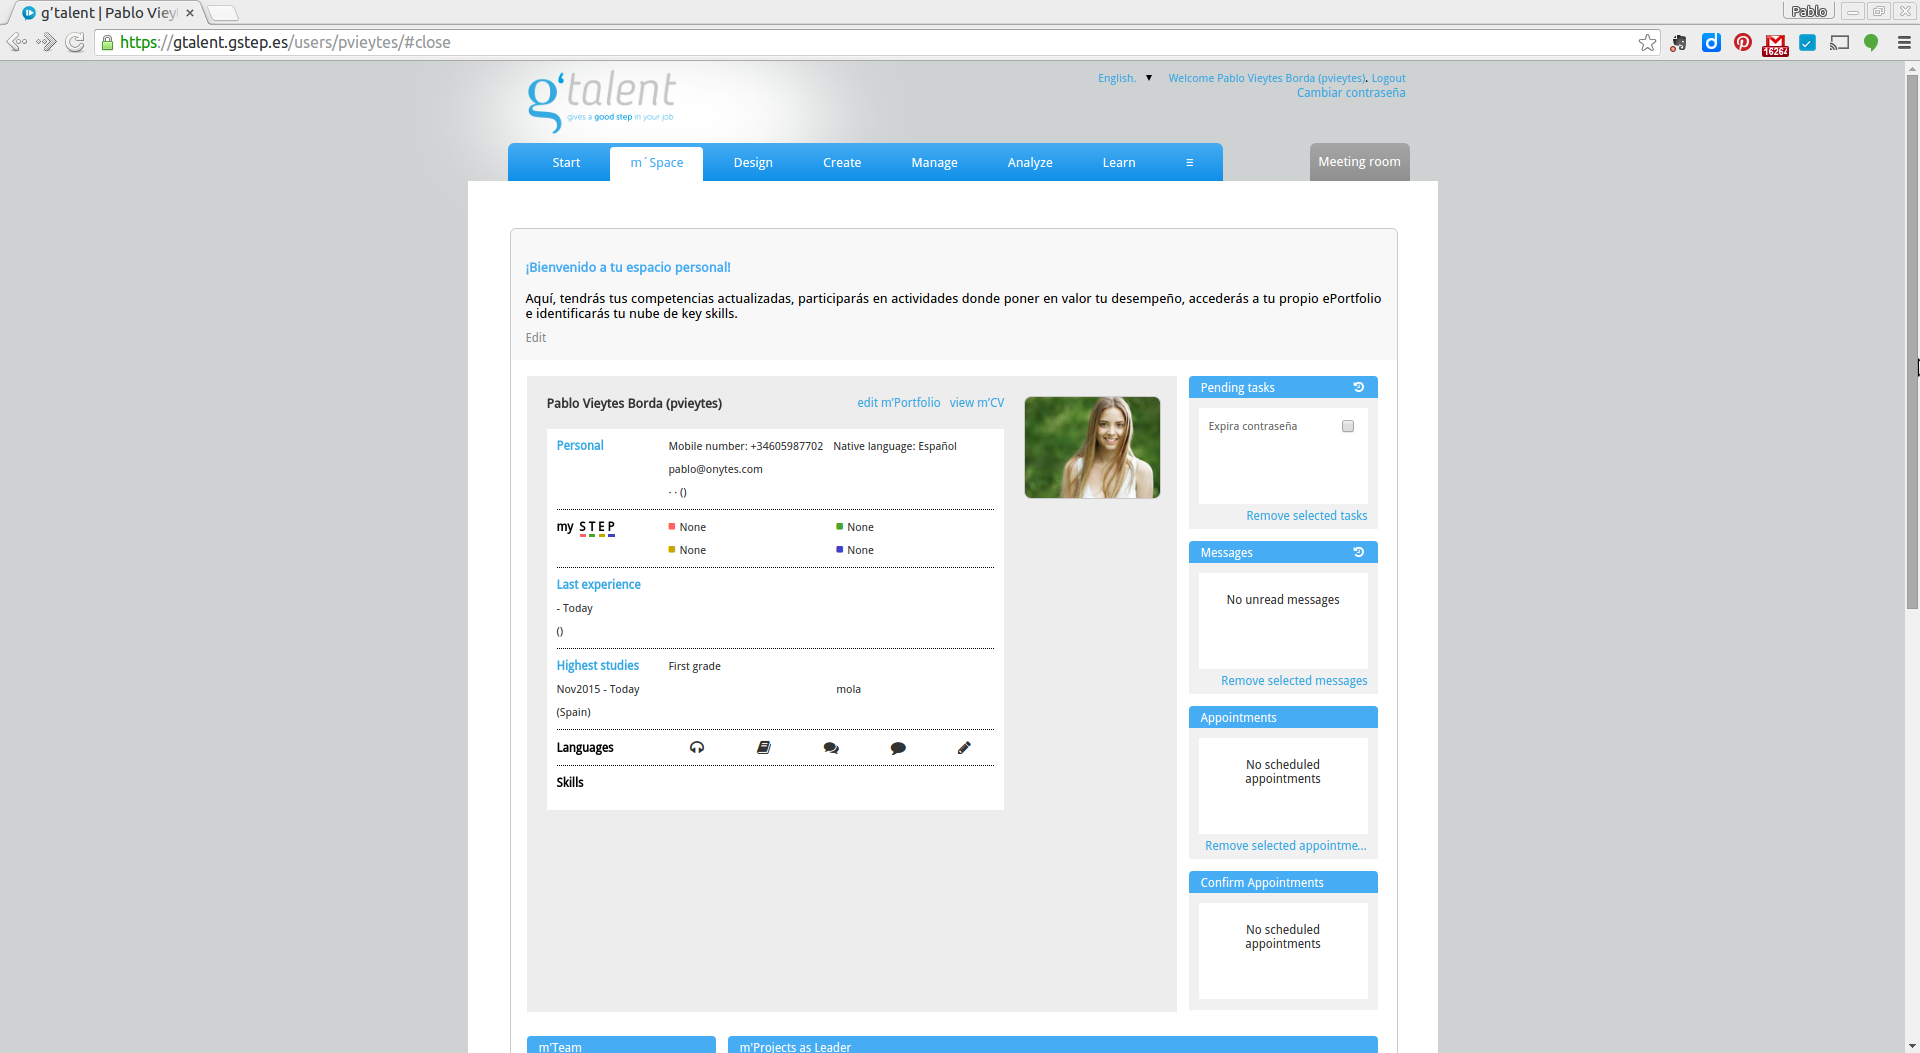 g'talent | Pablo Viey
Pablo
https://gtalent.gstep.es/users/pvieytes/#close
16264
g'talent
gives a good step in your job
English.
Welcome Pablo Vieytes Borda (pvieytes). Logout
Cambiar contraseña
Start
m´Space
Design
Create
Manage
Analyze
Learn
Meeting room
¡Bienvenido a tu espacio personal!
Aquí, tendrás tus competencias actualizadas, participarás en actividades donde poner en valor tu desempeño, accederás a tu propio ePortfolio
e identificarás tu nube de key skills.
Edit
Pablo Vieytes Borda (pvieytes)
edit m'Portfolio
view m'CV
Personal
Mobile number: +34605987702
Native language: Español
pablo@onytes.com
· · ()
my STEP
None
None
None
None
Last experience
- Today
()
Highest studies
First grade
Nov2015 - Today
mola
(Spain)
Languages
Skills
Pending tasks
Expira contraseña
Remove selected tasks
Messages
No unread messages
Remove selected messages
Appointments
No scheduled
appointments
Remove selected appointme...
Confirm Appointments
No scheduled
appointments
m'Team
m'Projects as Leader